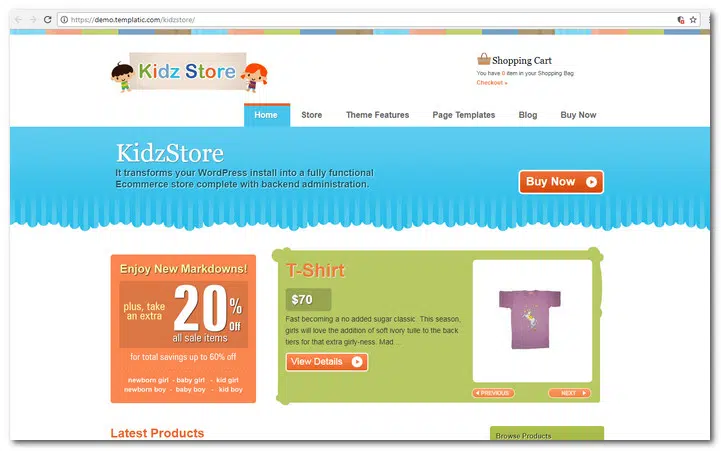 https://demo.templatic.com/kidzstore/
Kidz Store
Shopping Cart
You have 0 item in your Shopping Bag
Checkout »
Home
Store
Theme Features
Page Templates
Blog
Buy Now
KidzStore
It transforms your WordPress install into a fully functional
Ecommerce store complete with backend administration.
Buy Now
Enjoy New Markdowns!
plus, take
an extra
20% Off
all sale items
for total savings up to 60% off
newborn girl - baby girl - kid girl
newborn boy - baby boy - kid boy
T-Shirt
$70
Fast becoming a no added sugar classic. This season,
girls will love the addition of soft ivory tulle to the back
tiers for that extra girly-ness. Mad ...
View Details
PREVIOUS
NEXT
Latest Products
Browse Products